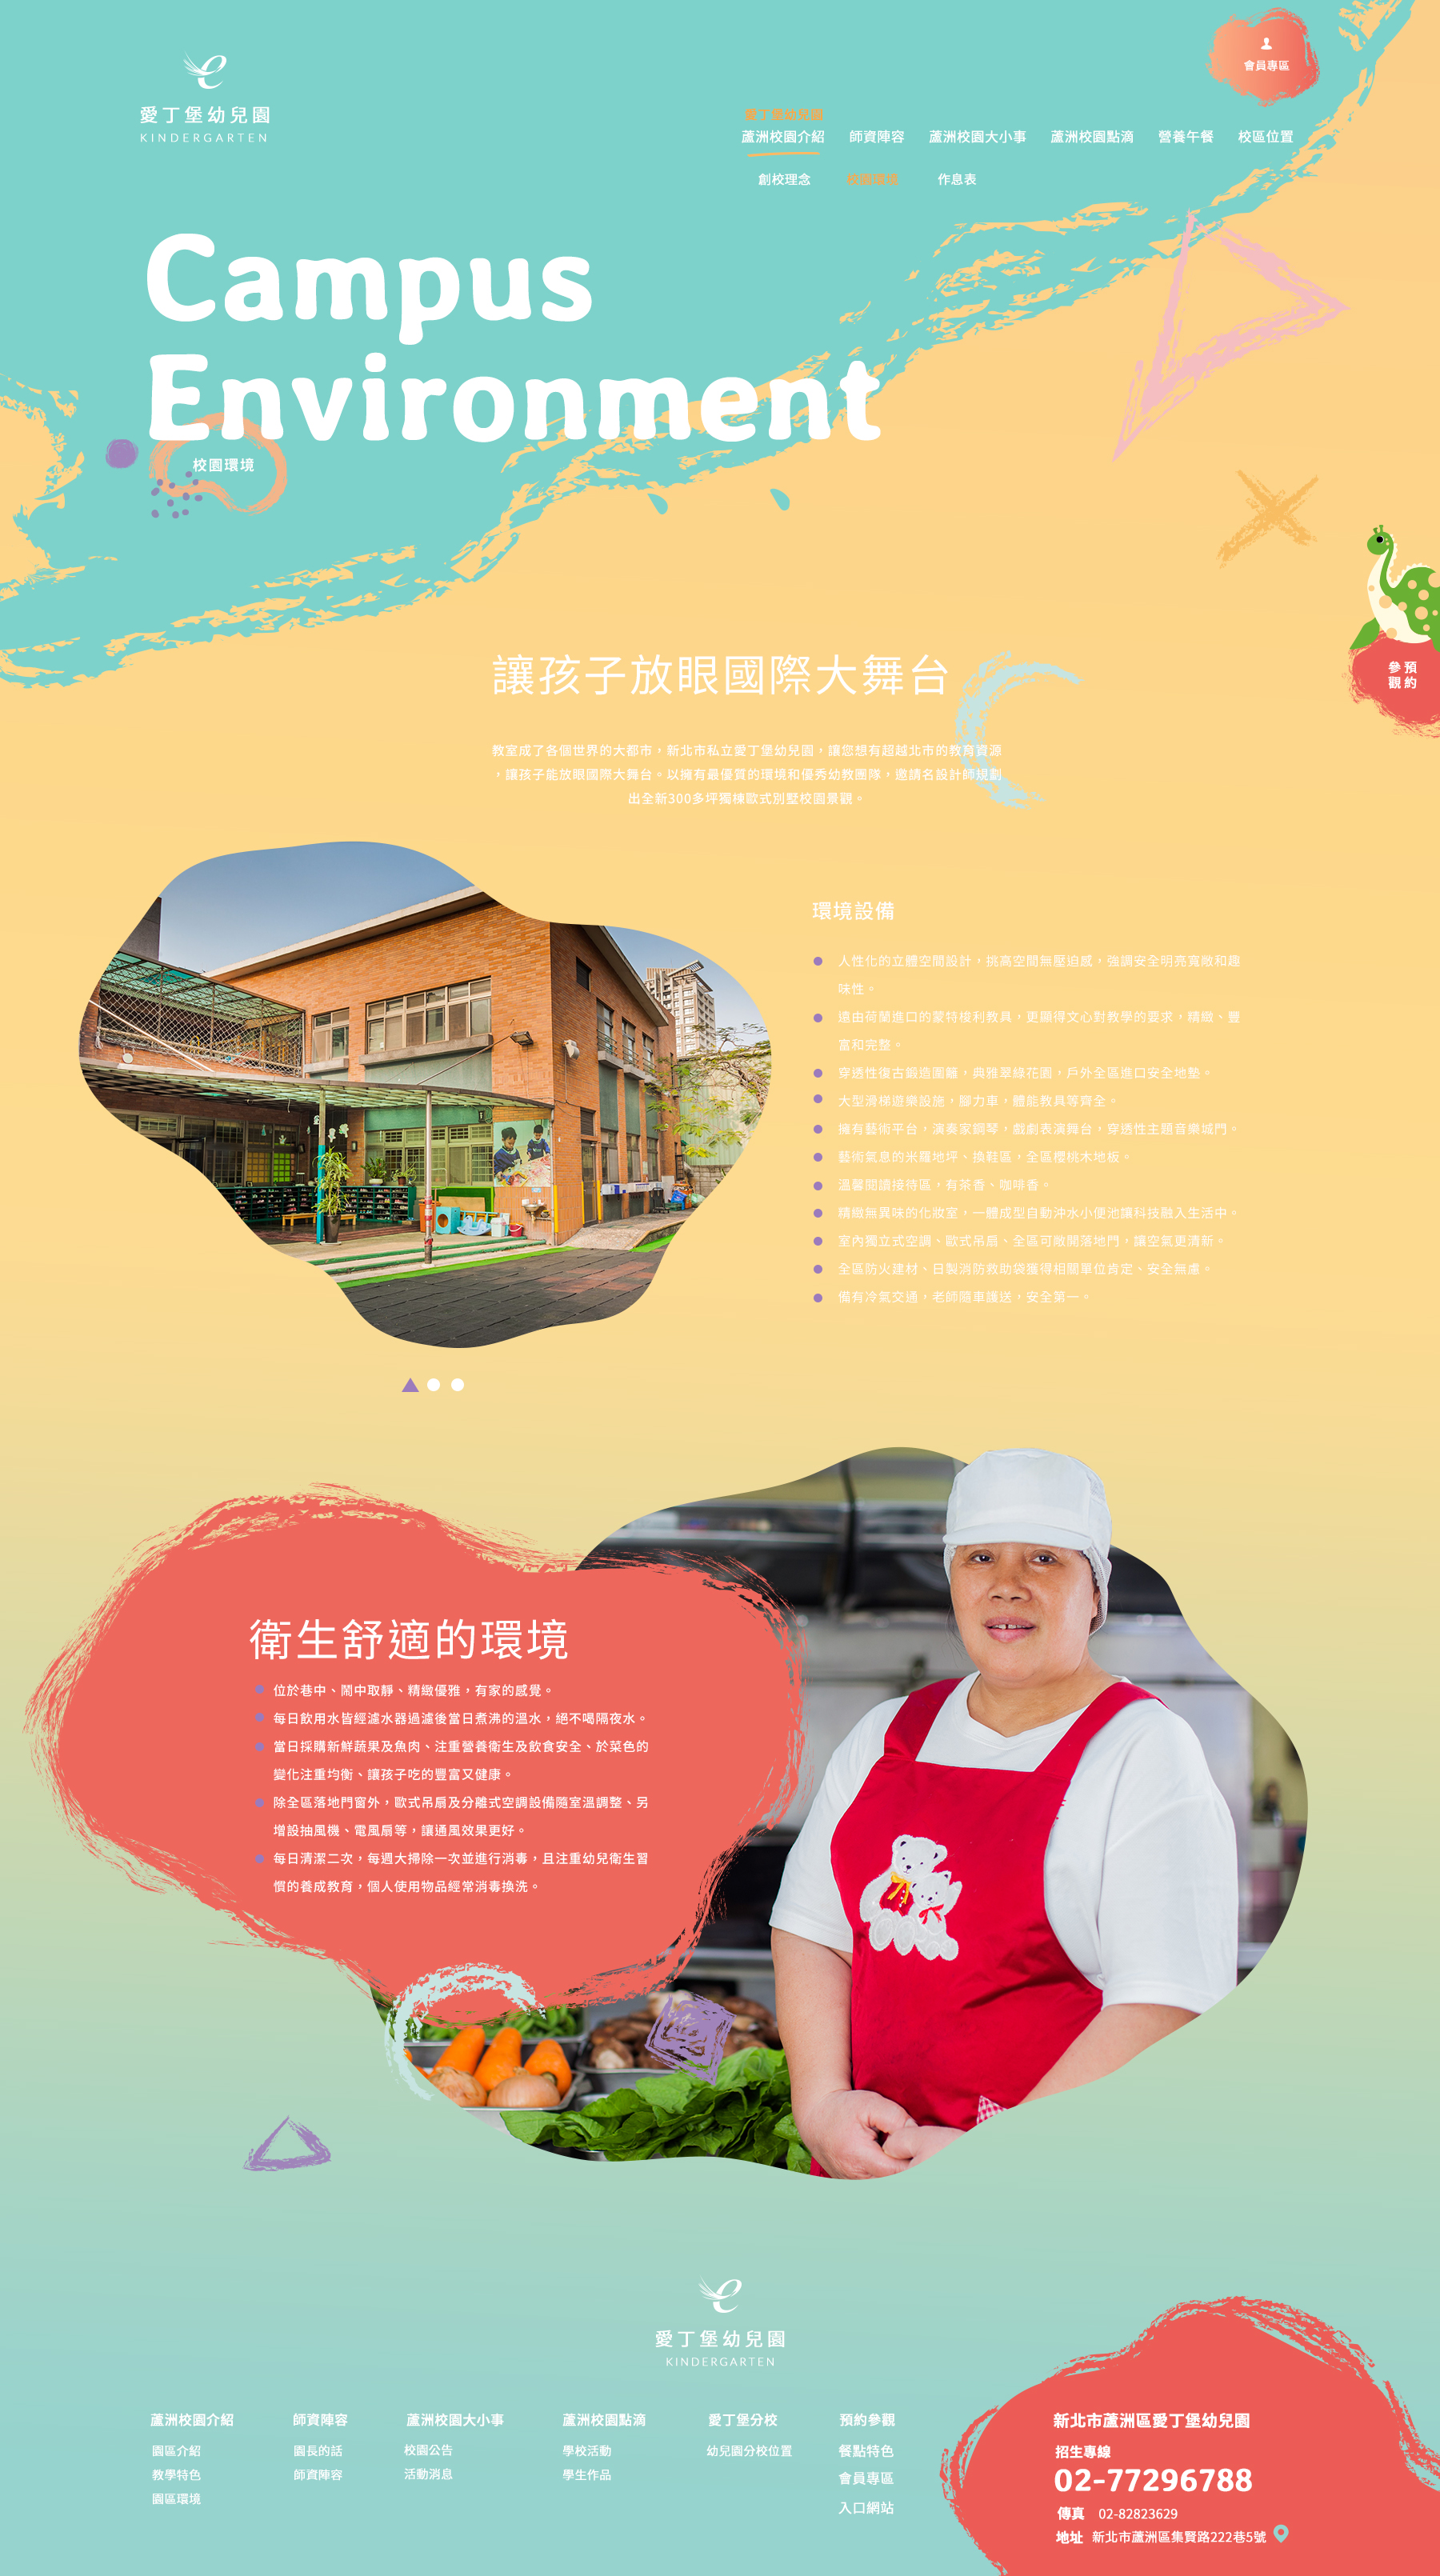 愛丁堡幼兒園
KINDERGARTEN
會員專區
愛丁堡幼兒園
蘆洲校園介紹 師資陣容 蘆洲校園大小事 蘆洲校園點滴 營養午餐 校區位置
創校理念 校園環境 作息表
Campus
Environment
校園環境
參預
觀約
讓孩子放眼國際大舞台
教室成了各個世界的大都市，新北市私立愛丁堡幼兒園，讓您想有超越北市的教育資源
，讓孩子能放眼國際大舞台。以擁有最優質的環境和優秀幼教團隊，邀請名設計師規劃
出全新300多坪獨棟歐式別墅校園景觀。
環境設備
人性化的立體空間設計，挑高空間無壓迫感，強調安全明亮寬敞和趣
味性。
遠由荷蘭進口的蒙特梭利教具，更顯得文心對教學的要求，精緻、豐
富和完整。
穿透性復古鍛造圍籬，典雅翠綠花園，戶外全區進口安全地墊。
大型滑梯遊樂設施，腳力車，體能教具等齊全。
擁有藝術平台，演奏家鋼琴，戲劇表演舞台，穿透性主題音樂城門。
藝術氣息的米羅地坪、換鞋區，全區櫻桃木地板。
溫馨閱讀接待區，有茶香、咖啡香。
精緻無異味的化妝室，一體成型自動沖水小便池讓科技融入生活中。
室內獨立式空調、歐式吊扇、全區可敞開落地門，讓空氣更清新。
全區防火建材、日製消防救助袋獲得相關單位肯定、安全無慮。
備有冷氣交通，老師隨車護送，安全第一。
衛生舒適的環境
位於巷中、鬧中取靜、精緻優雅，有家的感覺。
每日飲用水皆經濾水器過濾後當日煮沸的溫水，絕不喝隔夜水。
當日採購新鮮蔬果及魚肉、注重營養衛生及飲食安全、於菜色的
變化注重均衡、讓孩子吃的豐富又健康。
除全區落地門窗外，歐式吊扇及分離式空調設備隨室溫調整、另
增設抽風機、電風扇等，讓通風效果更好。
每日清潔二次，每週大掃除一次並進行消毒，且注重幼兒衛生習
慣的養成教育，個人使用物品經常消毒換洗。
愛丁堡幼兒園
KINDERGARTEN
蘆洲校園介紹 師資陣容 蘆洲校園大小事 蘆洲校園點滴 愛丁堡分校 預約參觀
園區介紹 園長的話 校園公告 學校活動 幼兒園分校位置 餐點特色
教學特色 師資陣容 活動消息 學生作品 會員專區
園區環境 入口網站
新北市蘆洲區愛丁堡幼兒園
招生專線
02-77296788
傳真 02-82823629
地址 新北市蘆洲區集賢路222巷5號